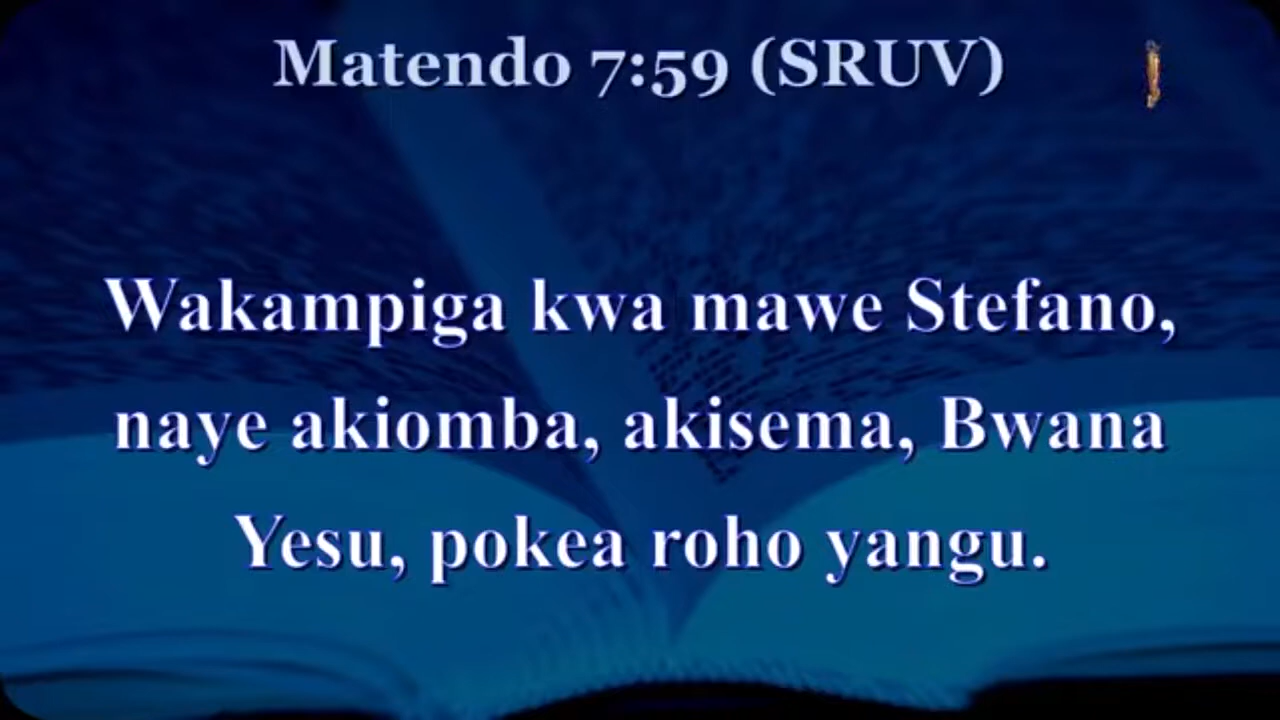 Matendo 7:59 (SRUV)
Wakampiga kwa mawe Stefano,
naye akiomba, akisema, Bwana
Yesu, pokea roho yangu.